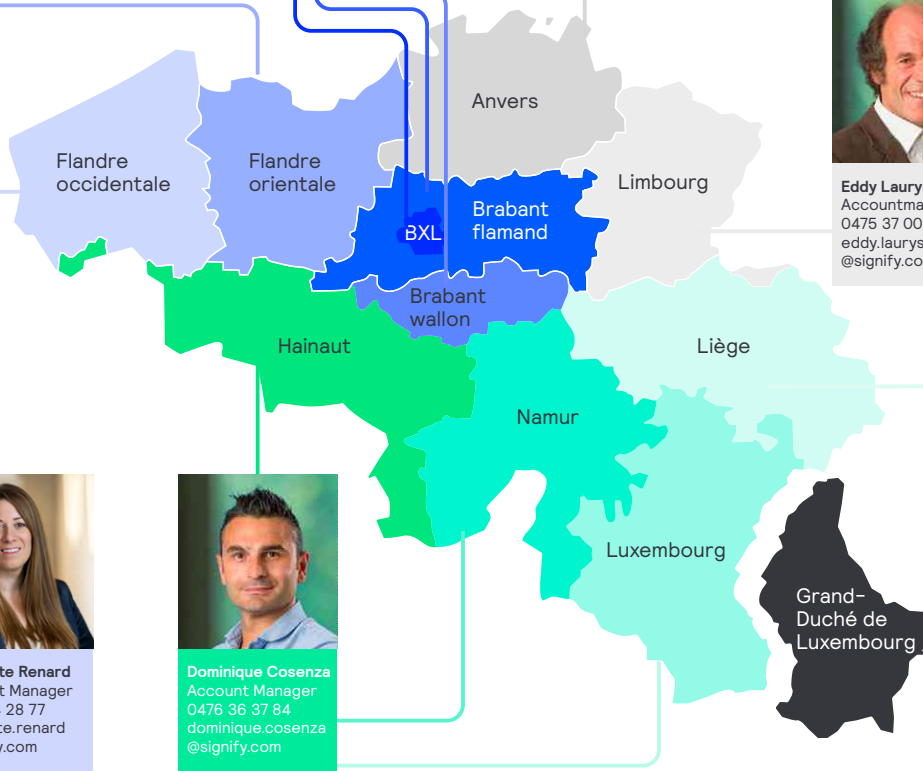 Anvers
Flandre
occidentale
Flandre
orientale
Limbourg
Brabant
flamand
BXL
Eddy Laurys
Accountma
0475 37 00
eddy.laurys
@signify.co
Brabant
wallon
Hainaut
Liège
Namur
Luxembourg
Grand-
Duché de
Luxembourg
te Renard
t Manager
28 77
te.renard
y.com
Dominique Cosenza
Account Manager
0476 36 37 84
dominique.cosenza
@signify.com